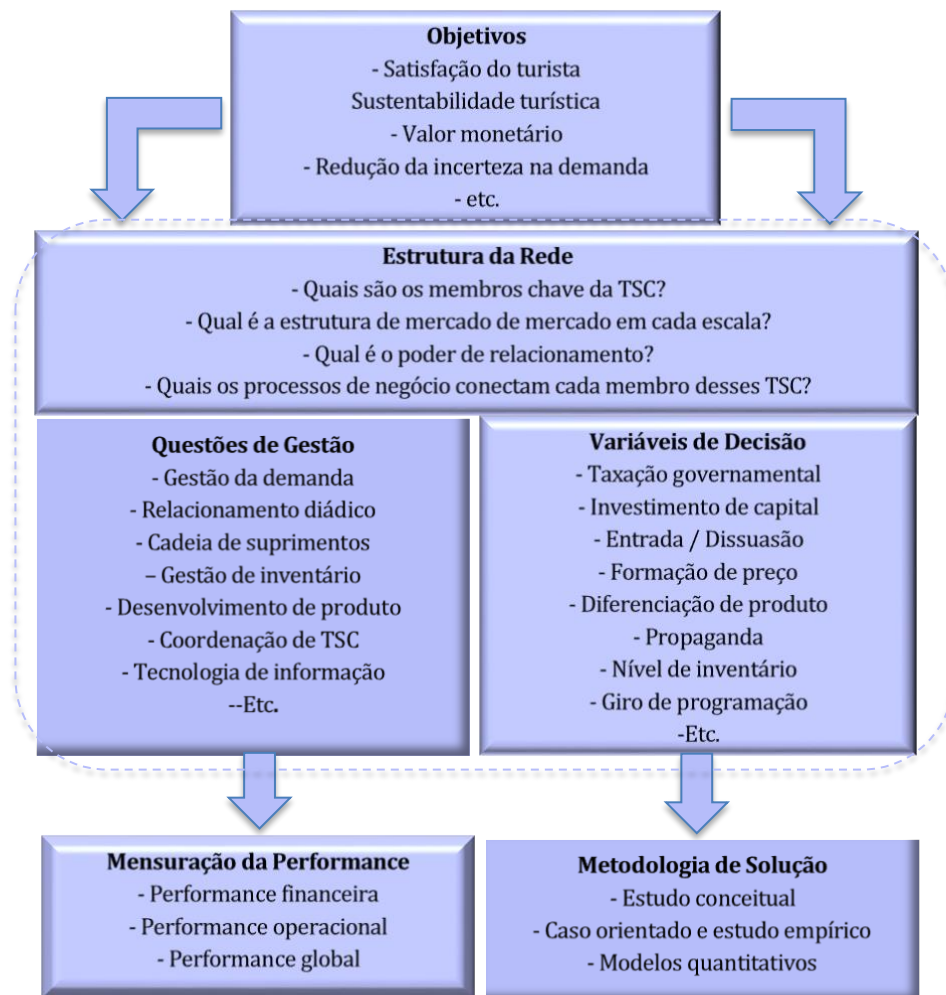 Objetivos
- Satisfação do turista
Sustentabilidade turística
- Valor monetário
- Redução da incerteza na demanda
- etc.
Estrutura da Rede
- Quais são os membros chave da TSC?
- Qual é a estrutura de mercado de mercado em cada escala?
- Qual é o poder de relacionamento?
- Quais os processos de negócio conectam cada membro desses TSC?
Questões de Gestão
- Gestão da demanda
- Relacionamento diádico
- Cadeia de suprimentos
– Gestão de inventário
- Desenvolvimento de produto
- Coordenação de TSC
- Tecnologia de informação
--Etc.
Variáveis de Decisão
- Taxação governamental
- Investimento de capital
- Entrada / Dissuasão
- Formação de preço
- Diferenciação de produto
- Propaganda
- Nível de inventário
- Giro de programação
-Etc.
Mensuração da Performance
- Performance financeira
- Performance operacional
- Performance global
Metodologia de Solução
- Estudo conceitual
- Caso orientado e estudo empírico
- Modelos quantitativos